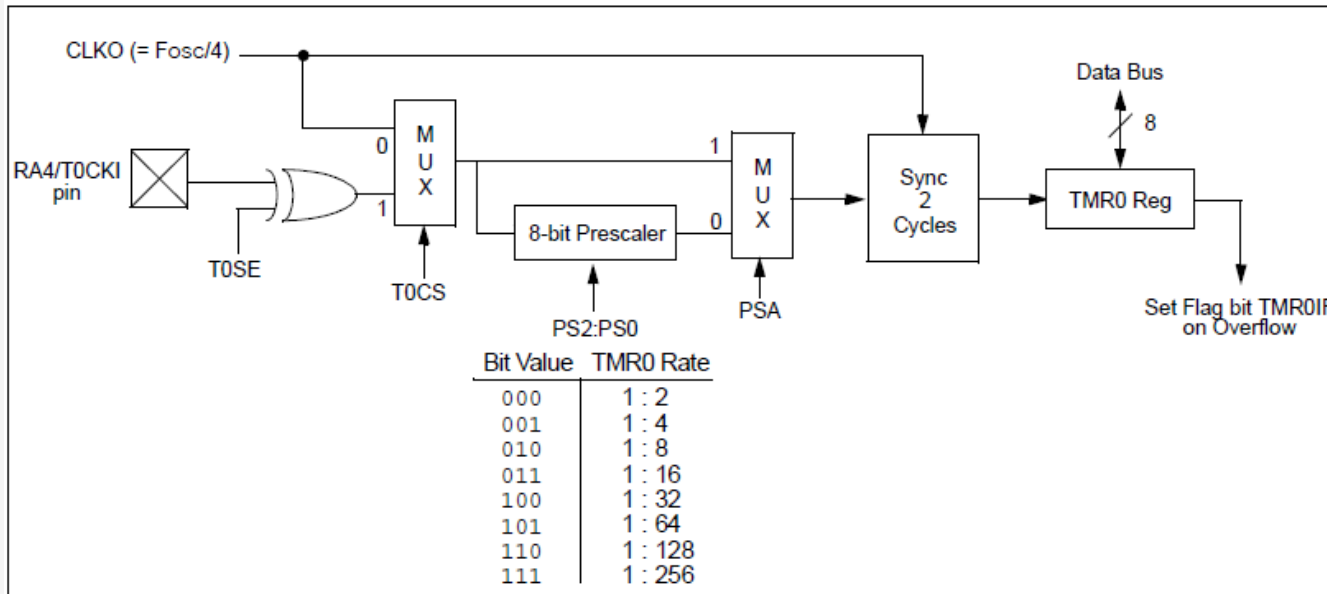 CLKO (= Fosc/4)
Data Bus
8
RA4/T0CKI
pin
0
1
M
U
X
T0SE
T0CS
8-bit Prescaler
1
0
M
U
X
PSA
Sync
2
Cycles
TMR0 Reg
Set Flag bit TMR0IF
on Overflow
PS2:PS0
Bit Value TMR0 Rate
000 1 : 2
001 1 : 4
010 1 : 8
011 1 : 16
100 1 : 32
101 1 : 64
110 1 : 128
111 1 : 256